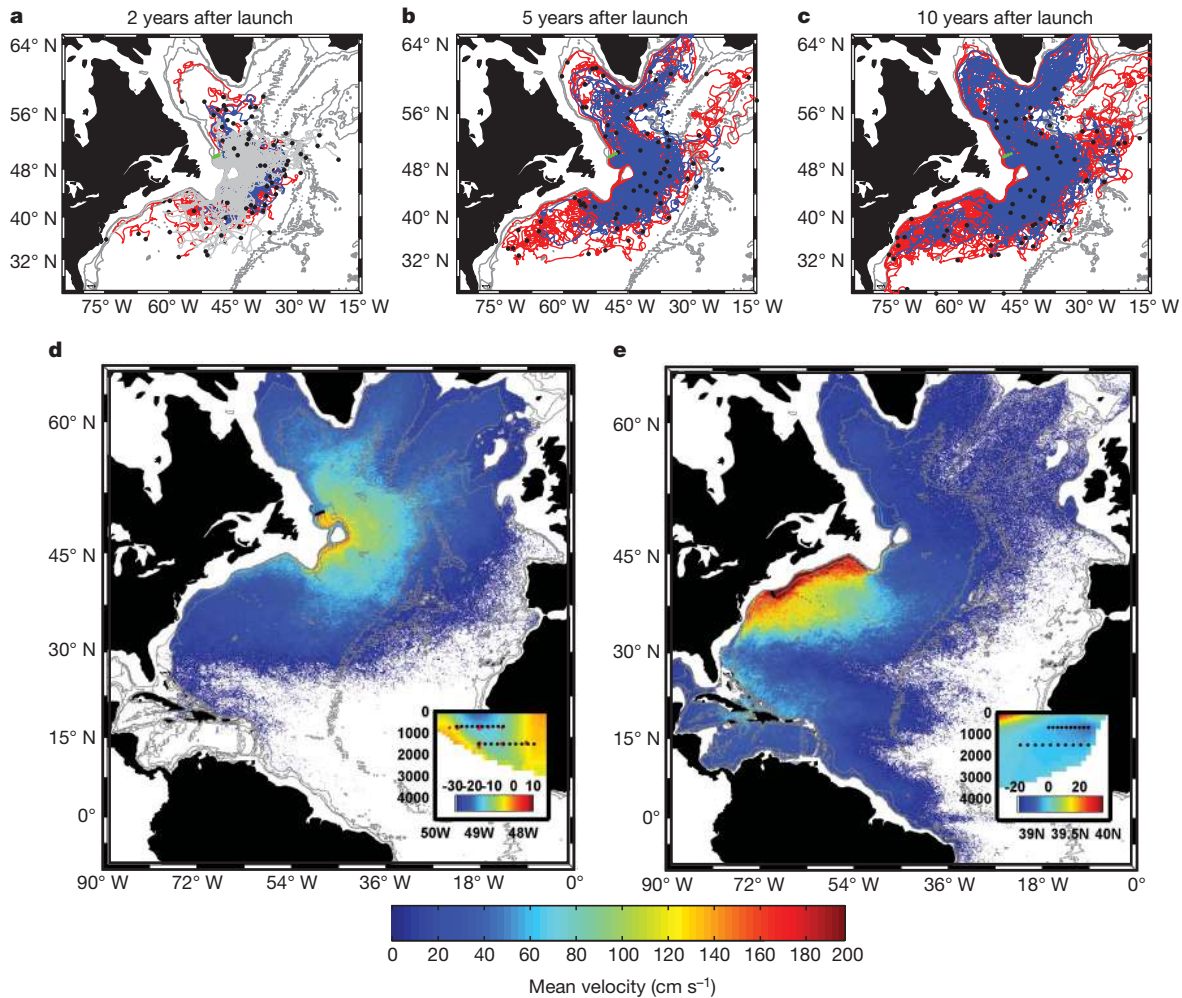 a 2 years after launch
b 5 years after launch
c 10 years after launch
64° N 64° N 64° N
56° N 56° N 56° N
48° N 48° N 48° N
40° N 40° N 40° N
32° N 32° N 32° N
75° W 60° W 45° W 30° W 15° W
60° W 45° W 30° W
75° W 60° W 45° W 30° W 15° W
d
e
60° N 60° N
45° N 45° N
30° N 30° N
15° N 15° N
0° 0°
0
1000
2000
3000
4000
-30 -20 -10 0 10
50W 49W 48W
0
1000
2000
3000
4000
-20 0 20
39N 39.5N 40N
90° W 72° W 54° W 36° W 18° W 0°
90° W 72° W 54° W 36° W 18° W 0°
0 20 40 60 80 100 120 140 160 180 200
Mean velocity (cm s⁻¹)